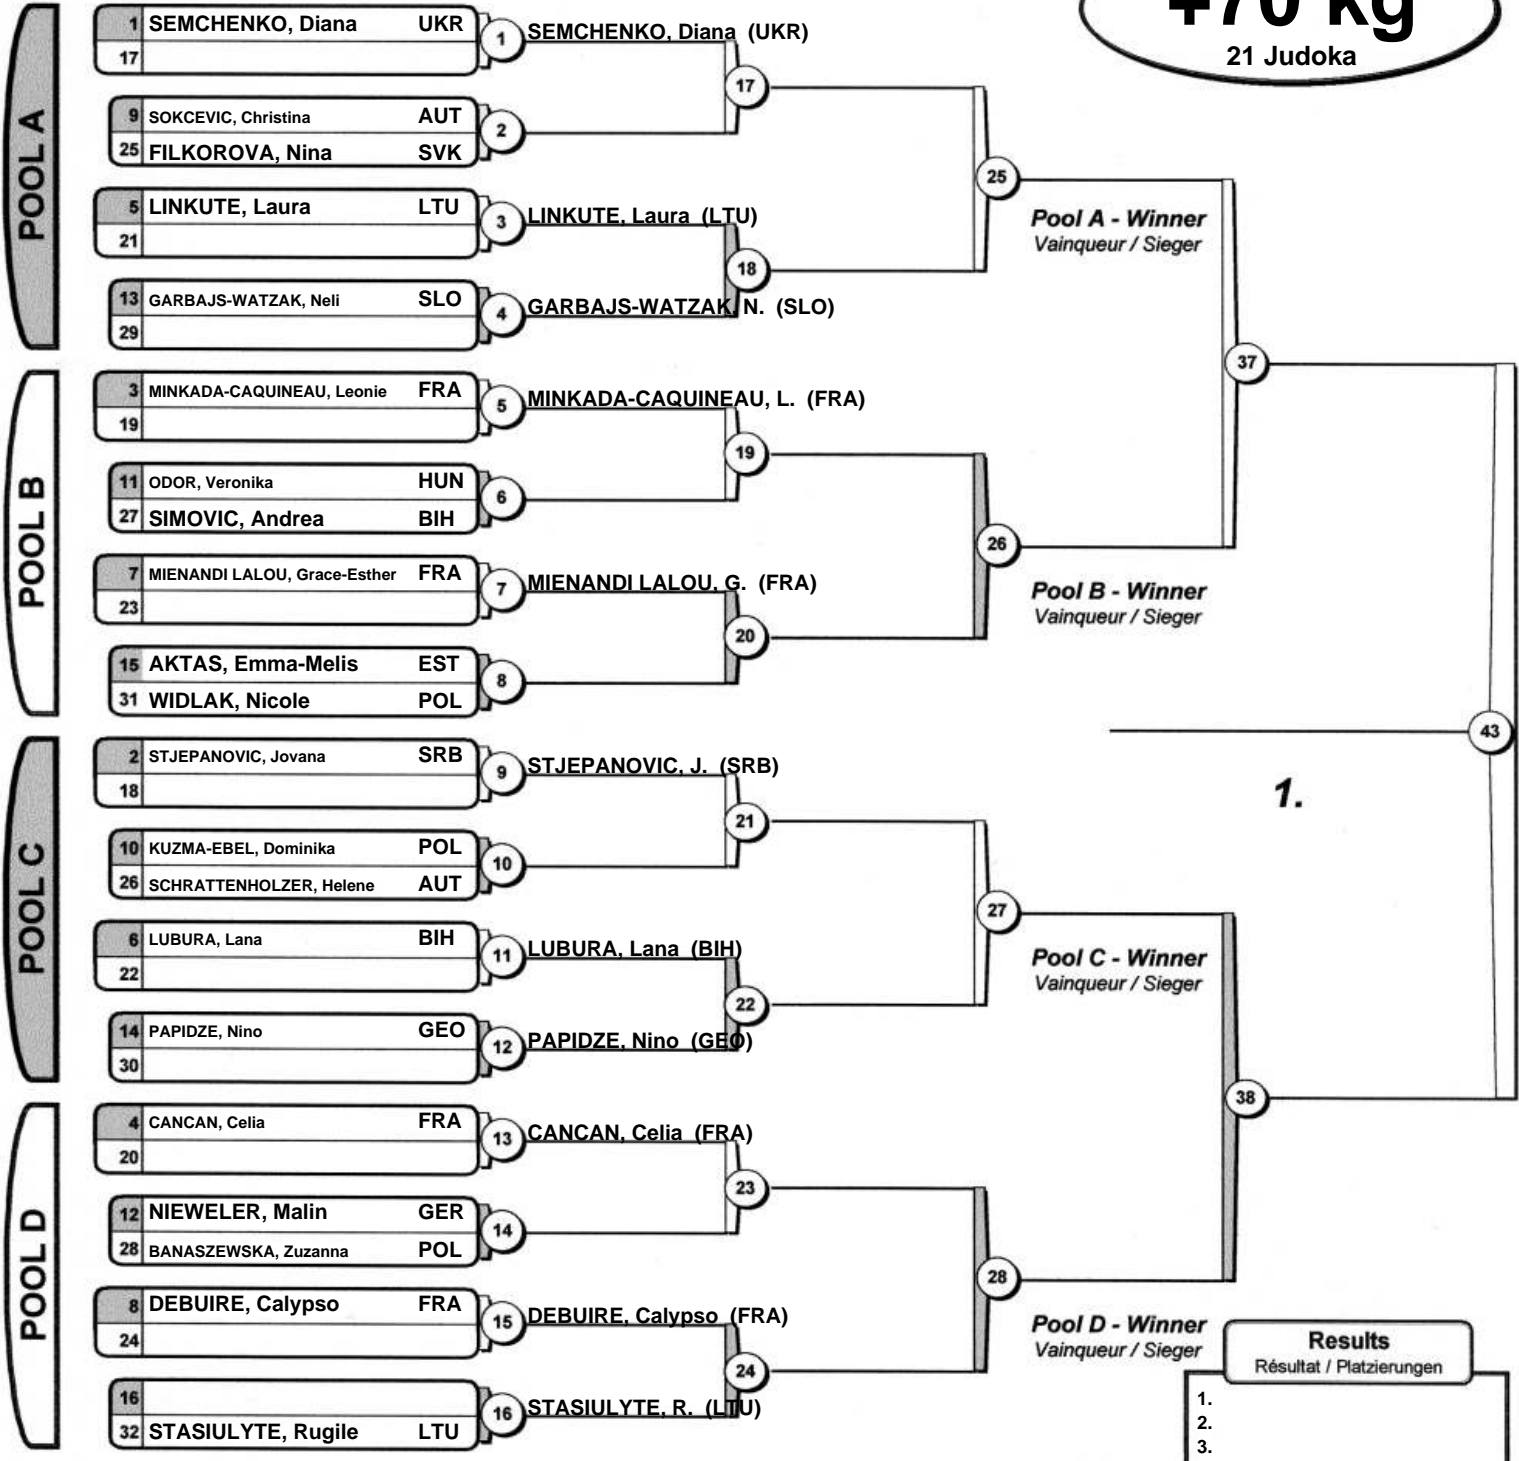 +70 kg
21 Judoka
POOL A
1 SEMCHENKO, Diana UKR
17
1 SEMCHENKO, Diana (UKR)
17
9 SOKCEVIC, Christina AUT
25 FILKOROVA, Nina SVK
2
25
5 LINKUTE, Laura LTU
21
3 LINKUTE, Laura (LTU)
18
13 GARBAJS-WATZAK, Neli SLO
29
4 GARBAJS-WATZAK, N. (SLO)
Pool A - Winner
Vainqueur / Sieger
37
POOL B
3 MINKADA-CAQUINEAU, Leonie FRA
19
5 MINKADA-CAQUINEAU, L. (FRA)
19
11 ODOR, Veronika HUN
27 SIMOVIC, Andrea BIH
6
26
7 MIENANDI LALOU, Grace-Esther FRA
23
7 MIENANDI LALOU, G. (FRA)
20
15 AKTAS, Emma-Melis EST
31 WIDLAK, Nicole POL
8
Pool B - Winner
Vainqueur / Sieger
43
1.
POOL C
2 STJEPANOVIC, Jovana SRB
18
9 STJEPANOVIC, J. (SRB)
21
10 KUZMA-EBEL, Dominika POL
26 SCHRATTENHOLZER, Helene AUT
10
27
6 LUBURA, Lana BIH
22
11 LUBURA, Lana (BIH)
22
14 PAPIDZE, Nino GEO
30
12 PAPIDZE, Nino (GEO)
Pool C - Winner
Vainqueur / Sieger
38
POOL D
4 CANCAN, Celia FRA
20
13 CANCAN, Celia (FRA)
23
12 NIEWELER, Malin GER
28 BANASZEWSKA, Zuzanna POL
14
28
8 DEBUIRE, Calypso FRA
24
15 DEBUIRE, Calypso (FRA)
24
16
32 STASIULYTE, Rugile LTU
16 STASIULYTE, R. (LTU)
Pool D - Winner
Vainqueur / Sieger
Results
Résultat / Platzierungen
1.
2.
3.